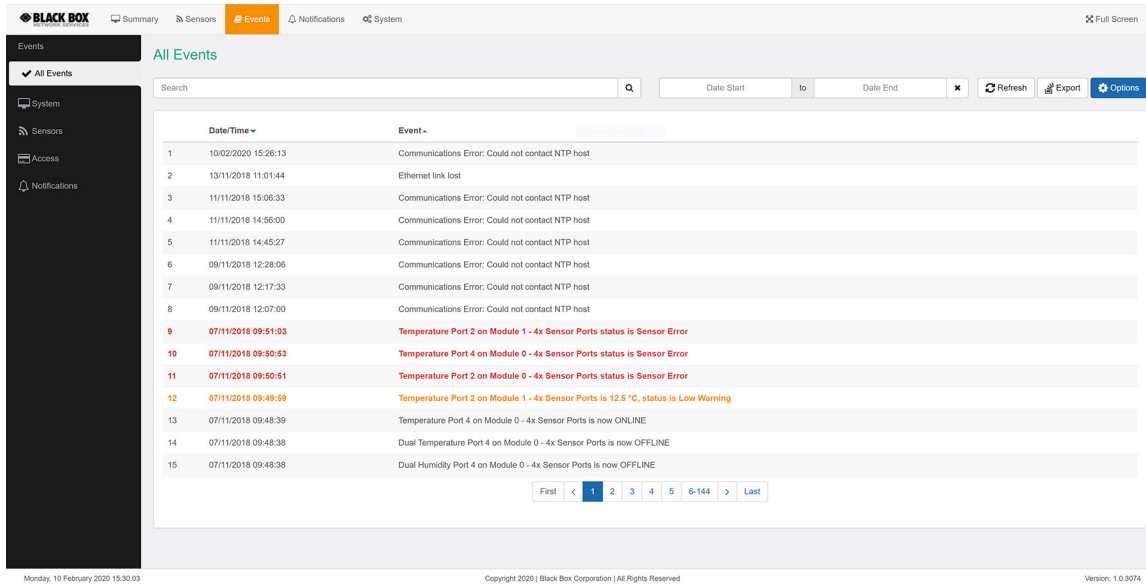 BLACK BOX Summary Sensors Events Notifications System Full Screen
NETWORK SERVICES
Events
All Events
System
Sensors
Access
Notifications
All Events
Search Date Start to Date End Refresh Export Options
Date/Time Event
1 10/02/2020 15:26:13 Communications Error: Could not contact NTP host
2 13/11/2018 11:01:44 Ethernet link lost
3 11/11/2018 15:06:33 Communications Error: Could not contact NTP host
4 11/11/2018 14:56:00 Communications Error: Could not contact NTP host
5 11/11/2018 14:45:27 Communications Error: Could not contact NTP host
6 09/11/2018 12:28:06 Communications Error: Could not contact NTP host
7 09/11/2018 12:17:33 Communications Error: Could not contact NTP host
8 09/11/2018 12:07:00 Communications Error: Could not contact NTP host
9 07/11/2018 09:51:03 Temperature Port 2 on Module 1 - 4x Sensor Ports status is Sensor Error
10 07/11/2018 09:50:53 Temperature Port 4 on Module 0 - 4x Sensor Ports status is Sensor Error
11 07/11/2018 09:50:51 Temperature Port 2 on Module 0 - 4x Sensor Ports status is Sensor Error
12 07/11/2018 09:49:59 Temperature Port 2 on Module 1 - 4x Sensor Ports is 12.5 °C, status is Low Warning
13 07/11/2018 09:48:39 Temperature Port 4 on Module 0 - 4x Sensor Ports is now ONLINE
14 07/11/2018 09:48:38 Dual Temperature Port 4 on Module 0 - 4x Sensor Ports is now OFFLINE
15 07/11/2018 09:48:38 Dual Humidity Port 4 on Module 0 - 4x Sensor Ports is now OFFLINE
First < 1 2 3 4 5 6-144 > Last
Monday, 10 February 2020 15:30:03 Copyright 2020 | Black Box Corporation | All Rights Reserved Version: 1.0.3074